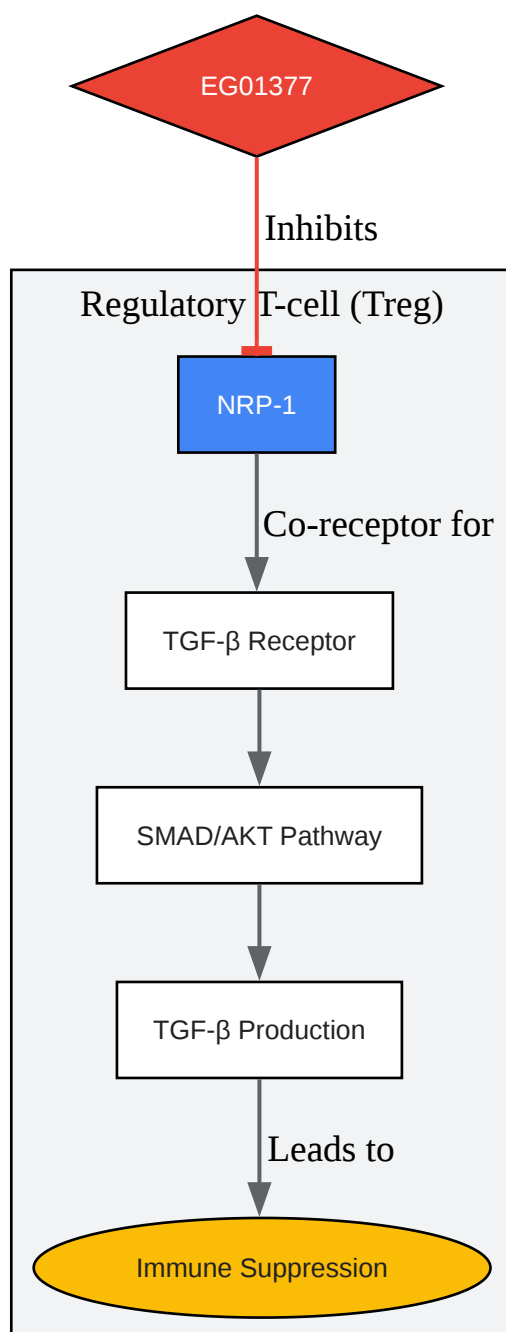 EG01377
Inhibits
Regulatory T-cell (Treg)
NRP-1
Co-receptor for
TGF-β Receptor
SMAD/AKT Pathway
TGF-β Production
Leads to
Immune Suppression